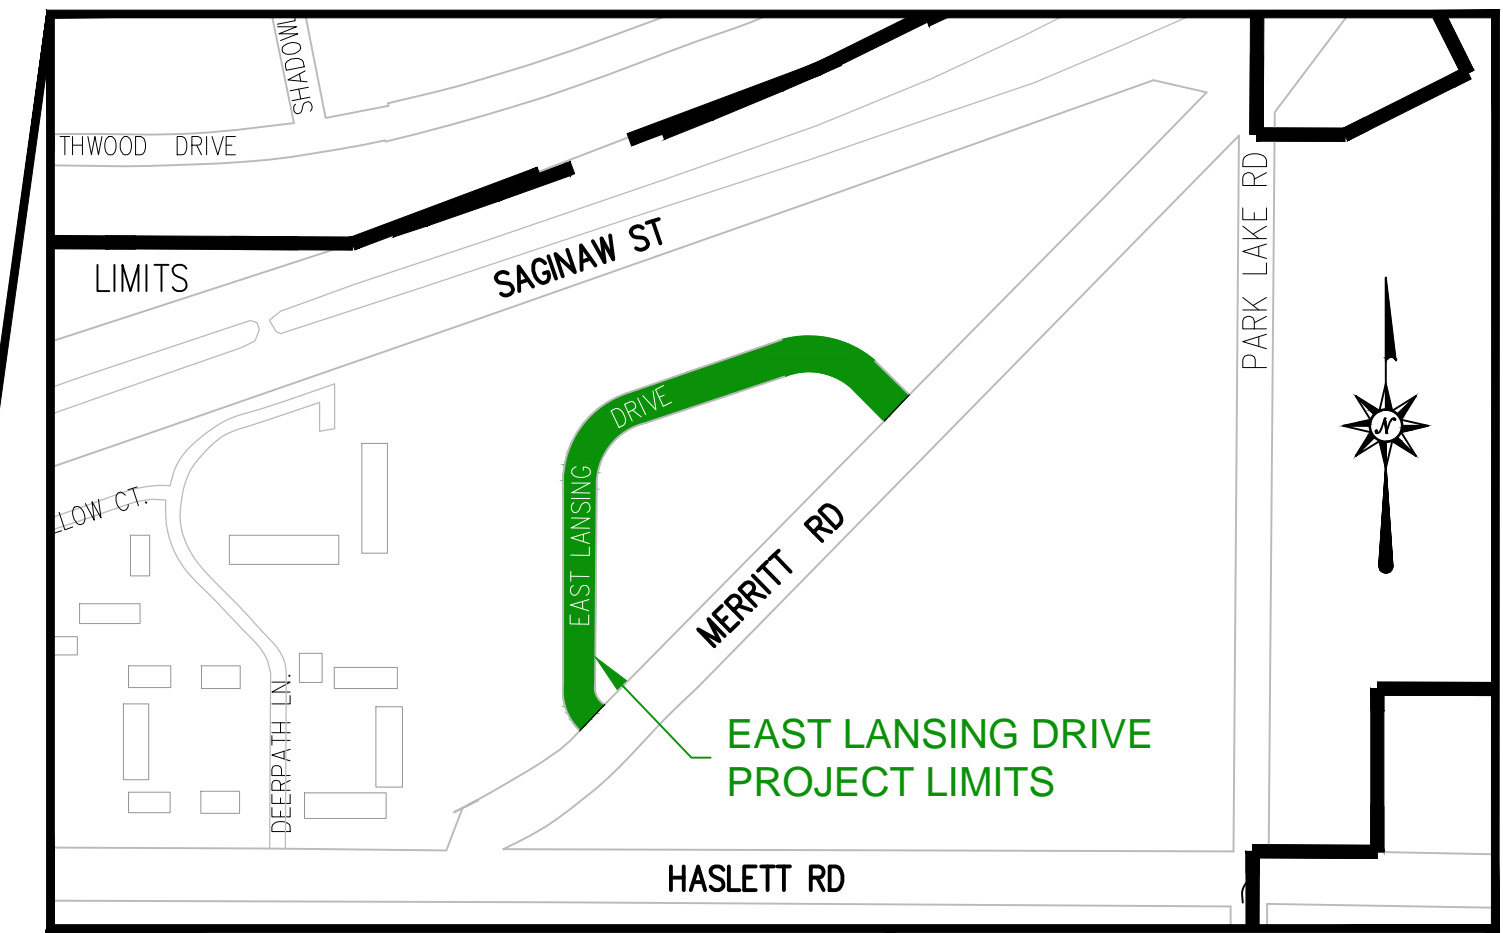 SHADOWL
THWOOD DRIVE
LIMITS
SAGINAW ST
PARK LAKE RD
DRIVE
EAST LANSING
LLOW CT.
MERRITT RD
N
DEERPATH LN.
EAST LANSING DRIVE
PROJECT LIMITS
HASLETT RD